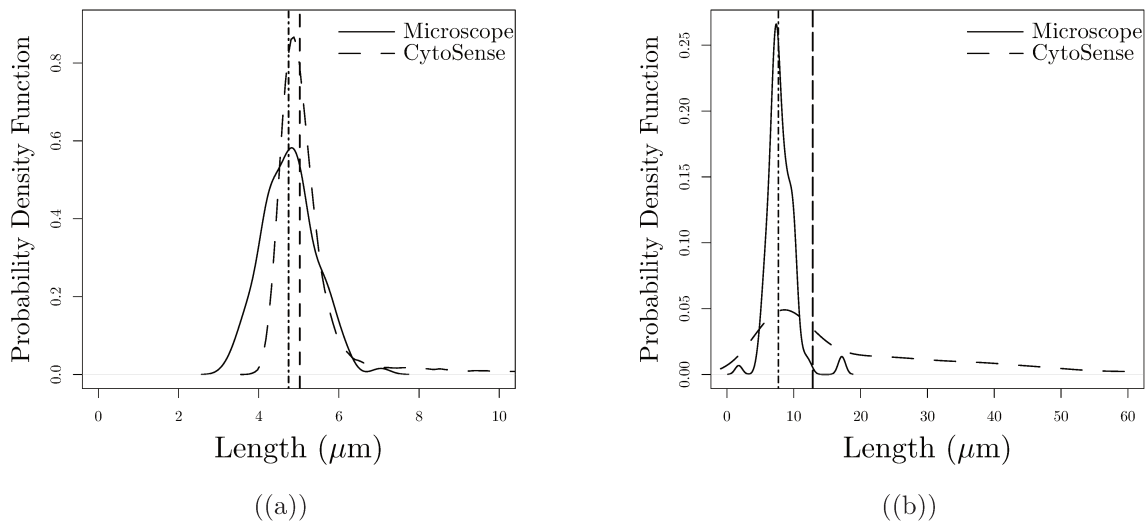 Microscope
CytoSense
Probability Density Function
0.0 0.2 0.4 0.6 0.8
0 2 4 6 8 10
Length (μm)
((a))
Microscope
CytoSense
Probability Density Function
0.00 0.05 0.10 0.15 0.20 0.25
0 10 20 30 40 50 60
Length (μm)
((b))